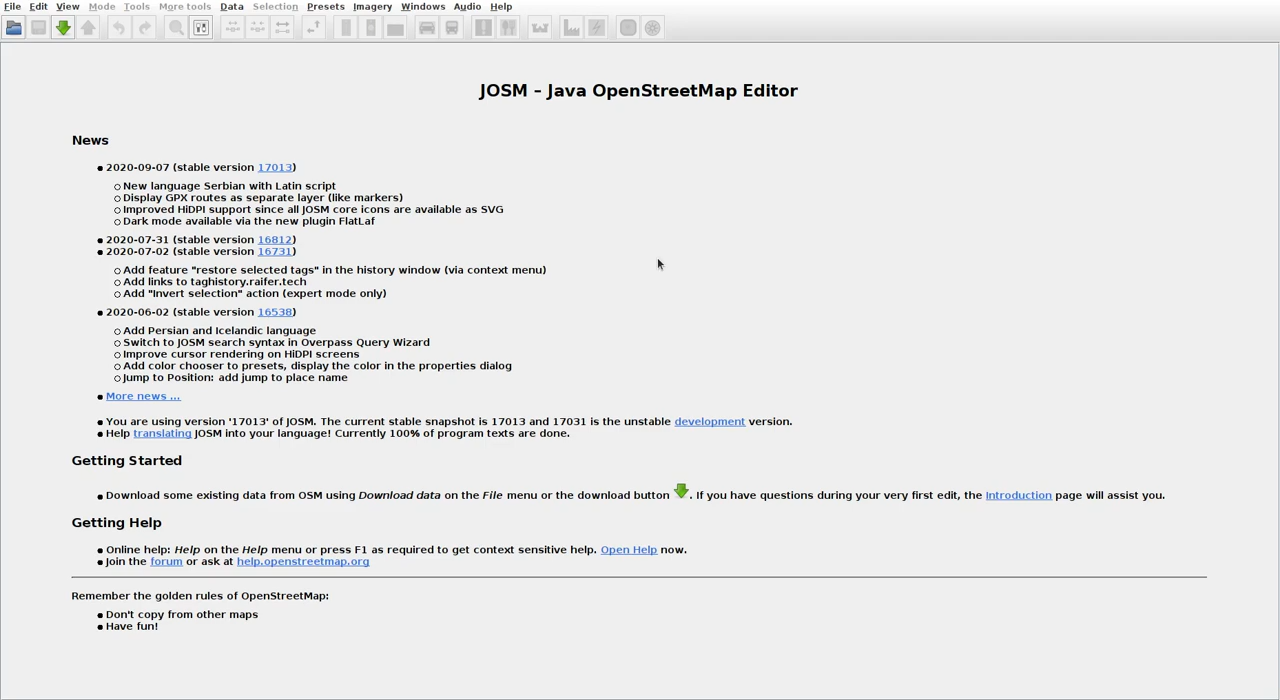 File Edit View Mode Tools More tools Data Selection Presets Imagery Windows Audio Help
JOSM – Java OpenStreetMap Editor
News
2020-09-07 (stable version 17013)
New language Serbian with Latin script
Display GPX routes as separate layer (like markers)
Improved HiDPI support since all JOSM core icons are available as SVG
Dark mode available via the new plugin FlatLaf
2020-07-31 (stable version 16812)
2020-07-02 (stable version 16731)
Add feature "restore selected tags" in the history window (via context menu)
Add links to taghistory.raifer.tech
Add "Invert selection" action (expert mode only)
2020-06-02 (stable version 16538)
Add Persian and Icelandic language
Switch to JOSM search syntax in Overpass Query Wizard
Improve cursor rendering on HiDPI screens
Add color chooser to presets, display the color in the properties dialog
Jump to Position: add jump to place name
More news ...
You are using version '17013' of JOSM. The current stable snapshot is 17013 and 17031 is the unstable development version.
Help translating JOSM into your language! Currently 100% of program texts are done.
Getting Started
Download some existing data from OSM using Download data on the File menu or the download button . If you have questions during your very first edit, the Introduction page will assist you.
Getting Help
Online help: Help on the Help menu or press F1 as required to get context sensitive help. Open Help now.
Join the forum or ask at help.openstreetmap.org
Remember the golden rules of OpenStreetMap:
Don't copy from other maps
Have fun!